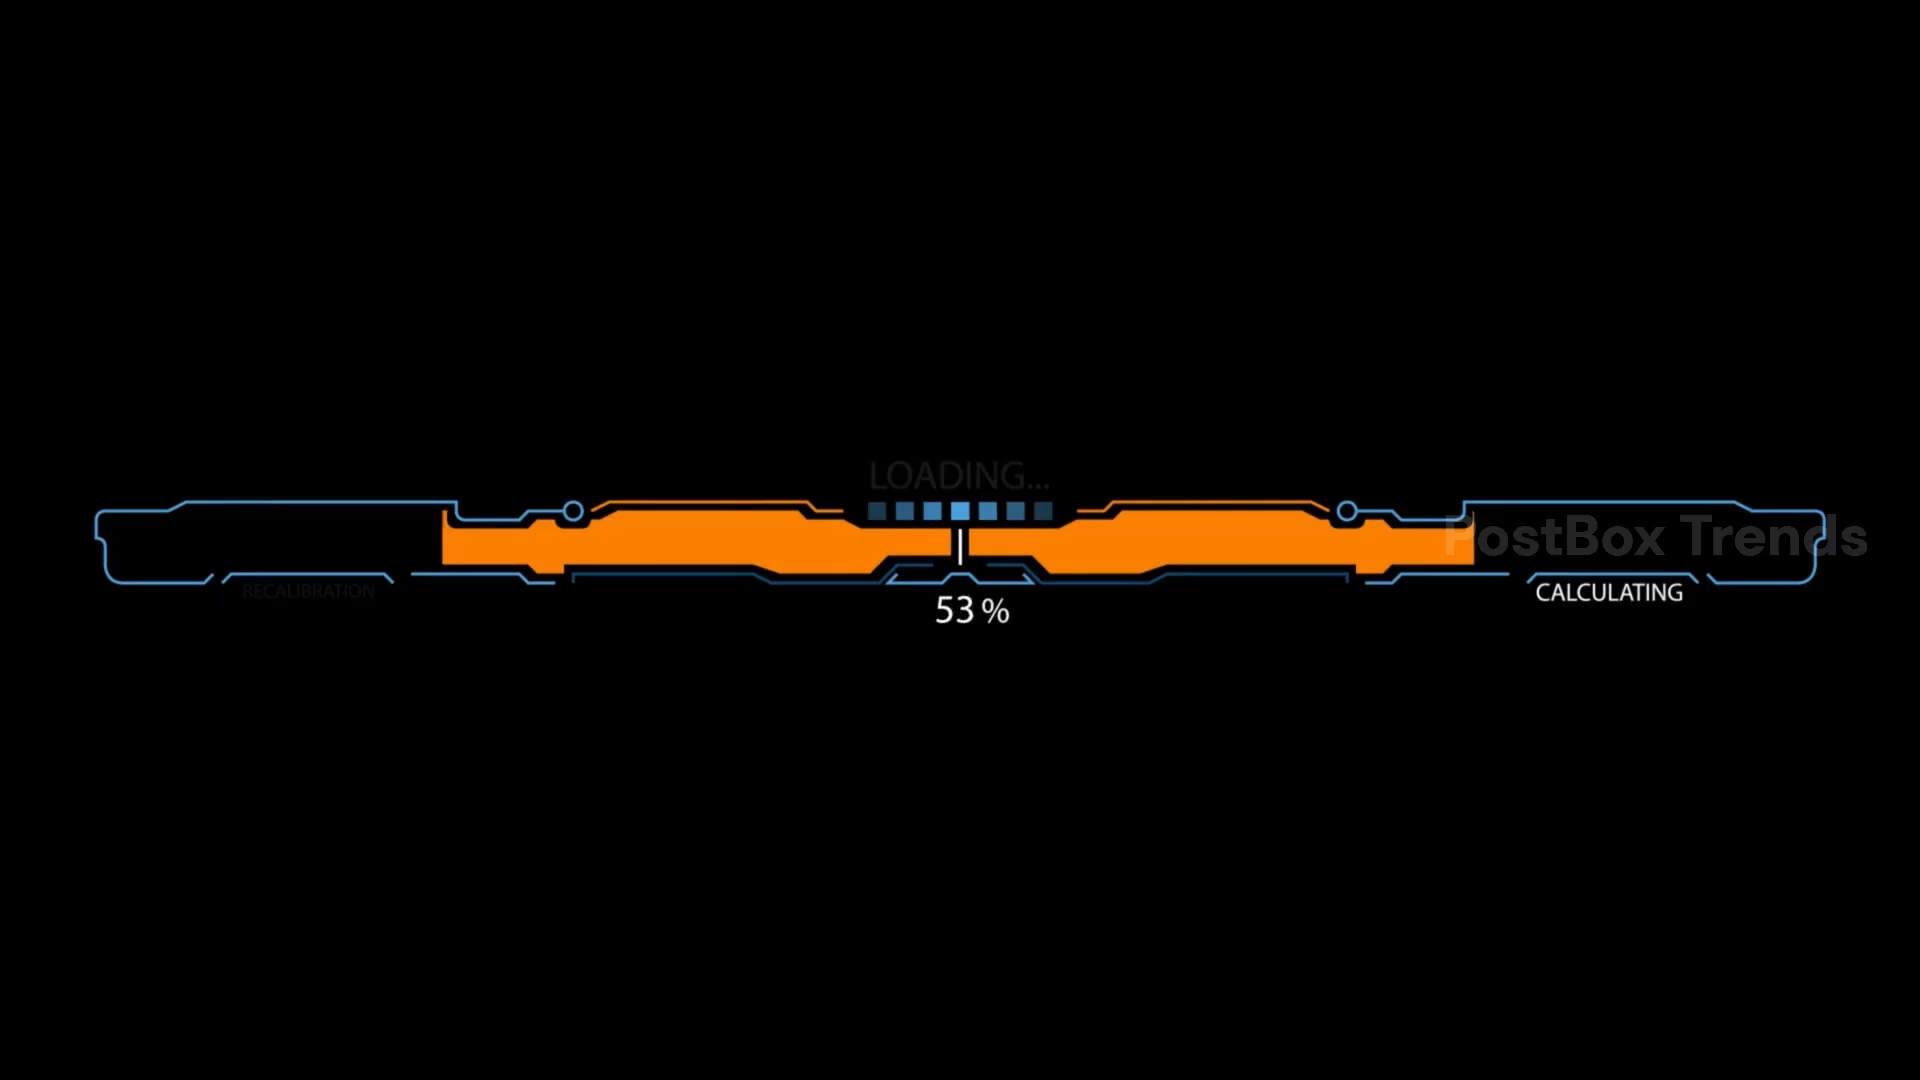 LOADING...
PostBox Trends
RECALIBRATION
CALCULATING
53 %